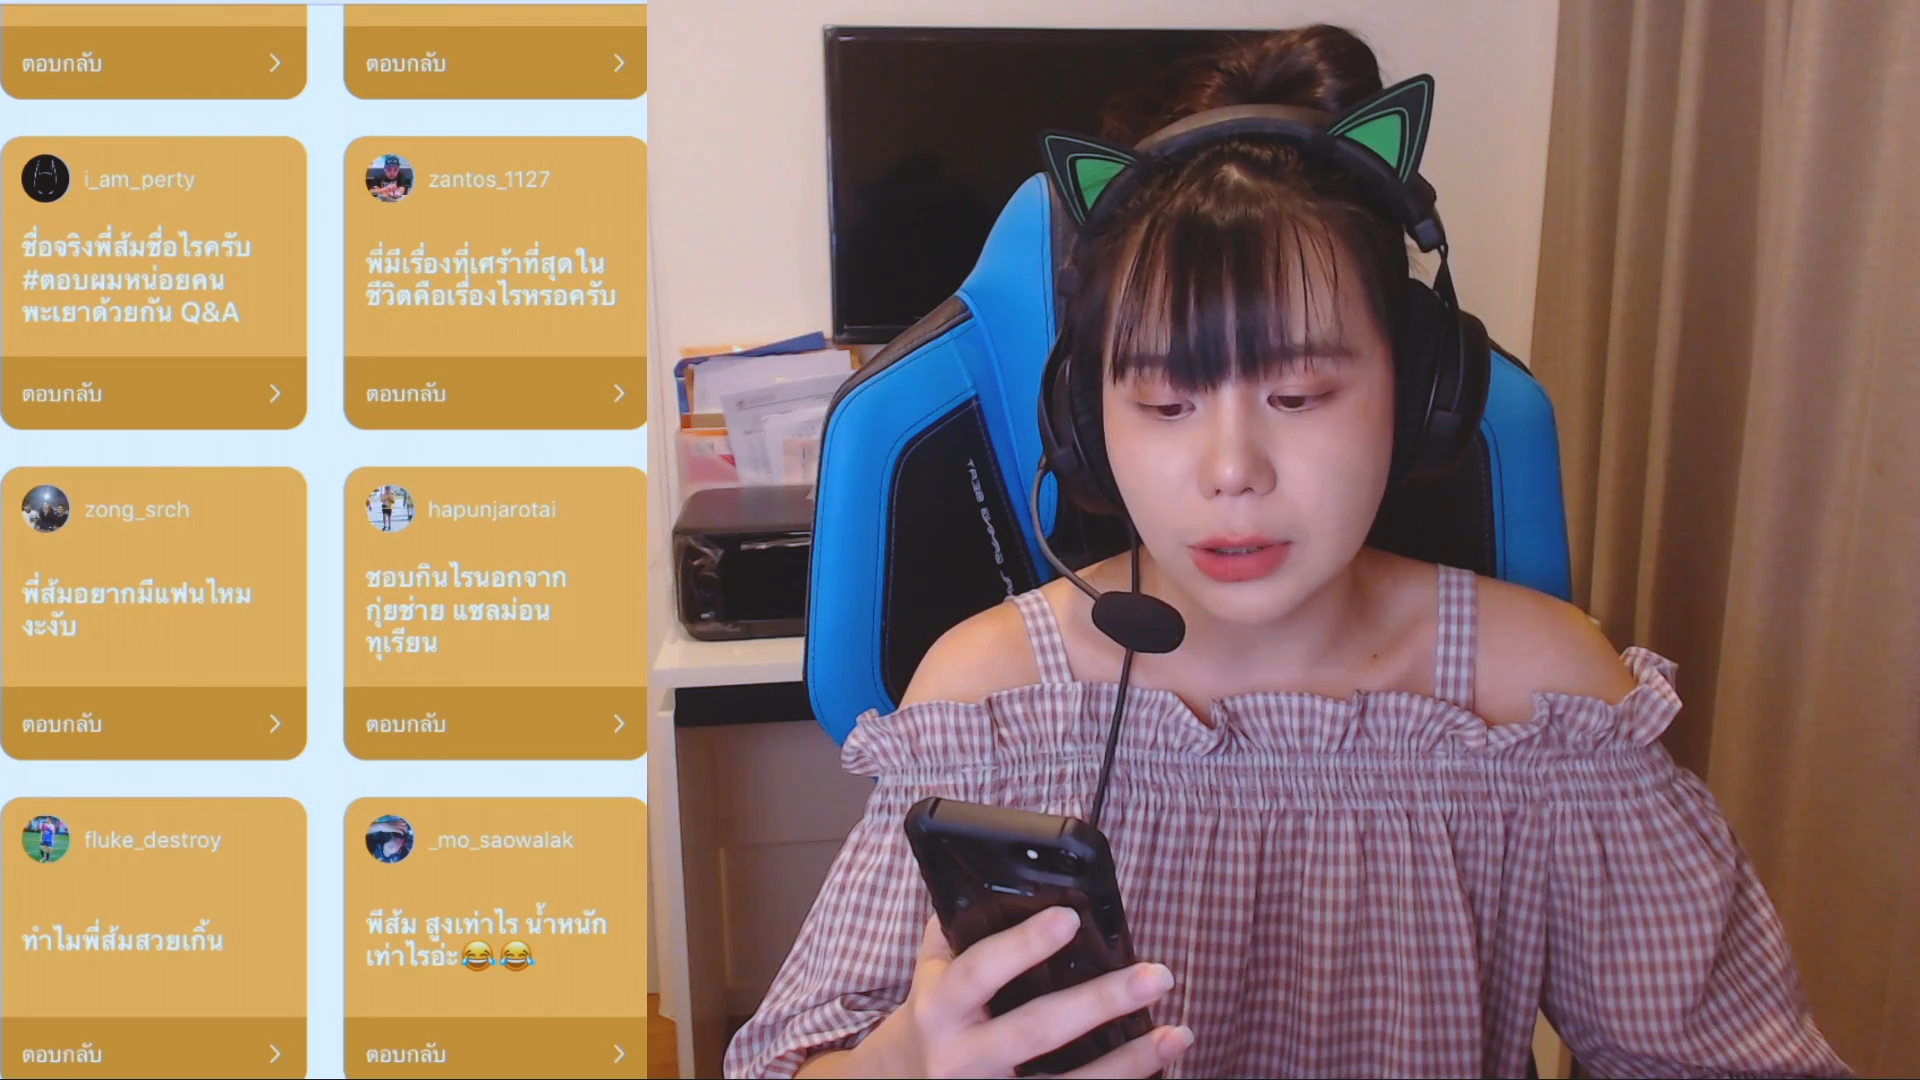 ตอบกลับ
ตอบกลับ
i_am_perty
ชื่อจริงพี่ส้มชื่อไรครับ
#ตอบผมหน่อยคน
พะเยาด้วยกัน Q&A
ตอบกลับ
zantos_1127
พี่มีเรื่องที่เศร้าที่สุดใน
ชีวิตคือเรื่องไรหรอครับ
ตอบกลับ
zong_srch
พี่ส้มอยากมีแฟนไหม
งะงับ
ตอบกลับ
hapunjarotai
ชอบกินไรนอกจาก
กุ่ยช่าย แซลม่อน
ทุเรียน
ตอบกลับ
fluke_destroy
ทำไมพี่ส้มสวยเกิ้น
ตอบกลับ
_mo_saowalak
พีส้ม สูงเท่าไร น้ำหนัก
เท่าไรอ่ะ😂😂
ตอบกลับ